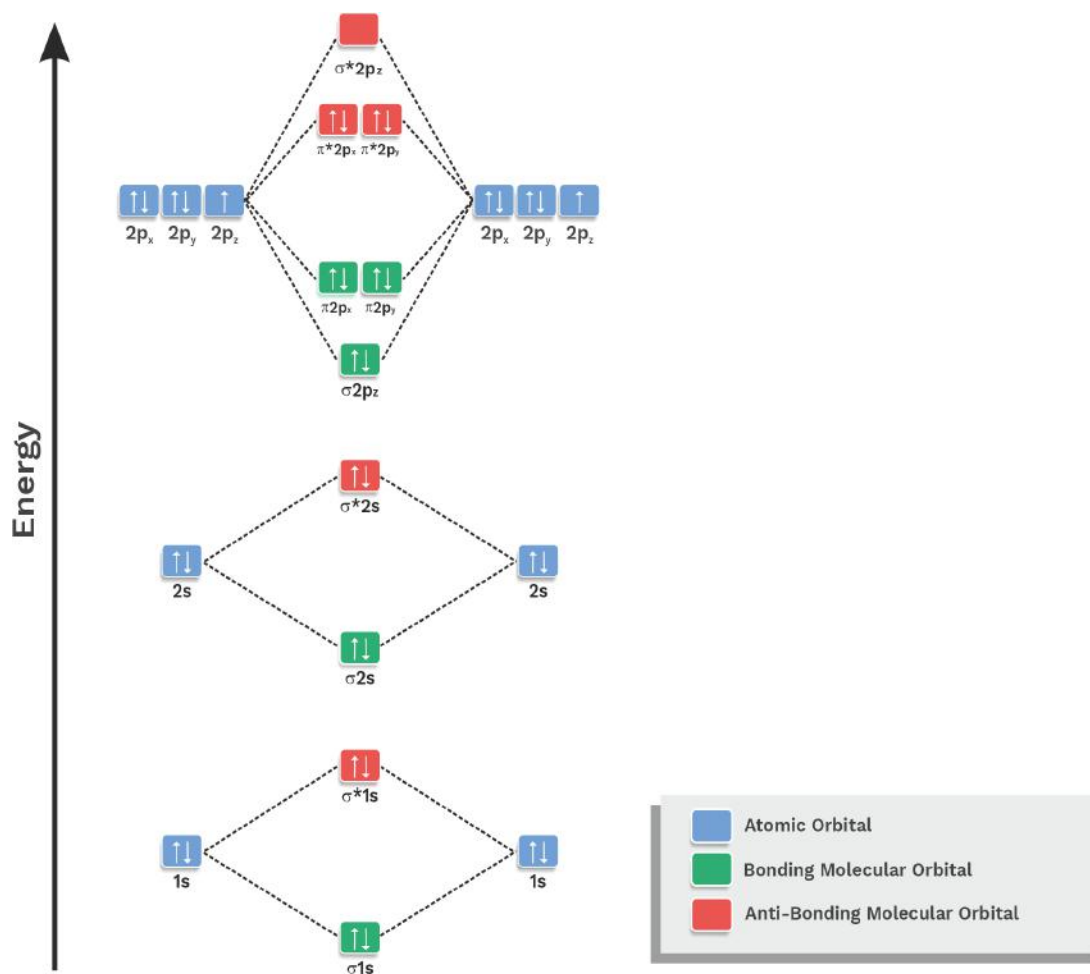 σ*2pz
π*2px π*2py
2px 2py 2pz
2px 2py 2pz
π2px π2py
σ2pz
Energy
σ*2s
2s
2s
σ2s
σ*1s
1s
1s
σ1s
Atomic Orbital
Bonding Molecular Orbital
Anti-Bonding Molecular Orbital